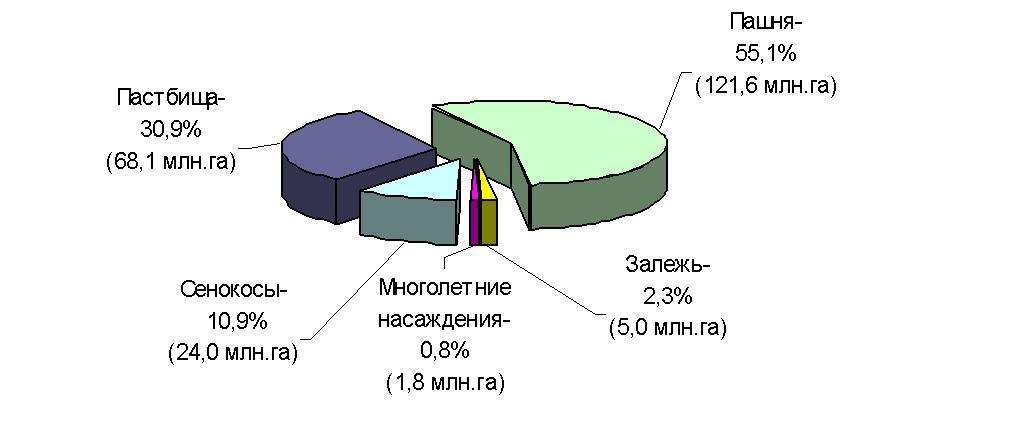 Пашня-
55,1%
(121,6 млн.га)
Пастбища-
30,9%
(68,1 млн.га)
Залежь-
2,3%
(5,0 млн.га)
Сенокосы-
10,9%
(24,0 млн.га)
Многолетние
насаждения-
0,8%
(1,8 млн.га)